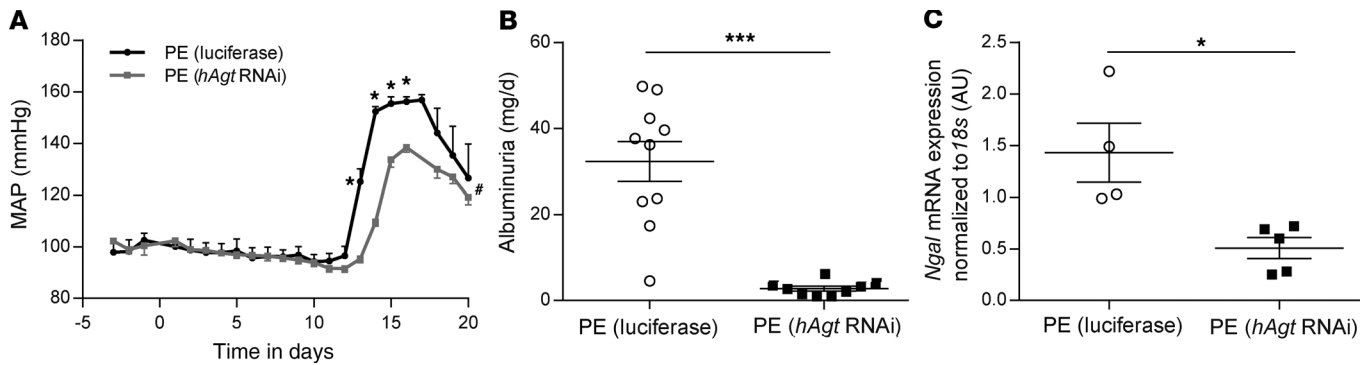 A
180
160
140
120
100
80
MAP (mmHg)
PE (luciferase)
PE (hAgt RNAi)
*
*
*
*
#
-5
0
5
10
15
20
Time in days
B
60
40
20
0
Albuminuria (mg/d)
***
PE (luciferase)
PE (hAgt RNAi)
C
2.5
2.0
1.5
1.0
0.5
0.0
Ngal mRNA expression
normalized to18s (AU)
*
PE (luciferase)
PE (hAgt RNAi)